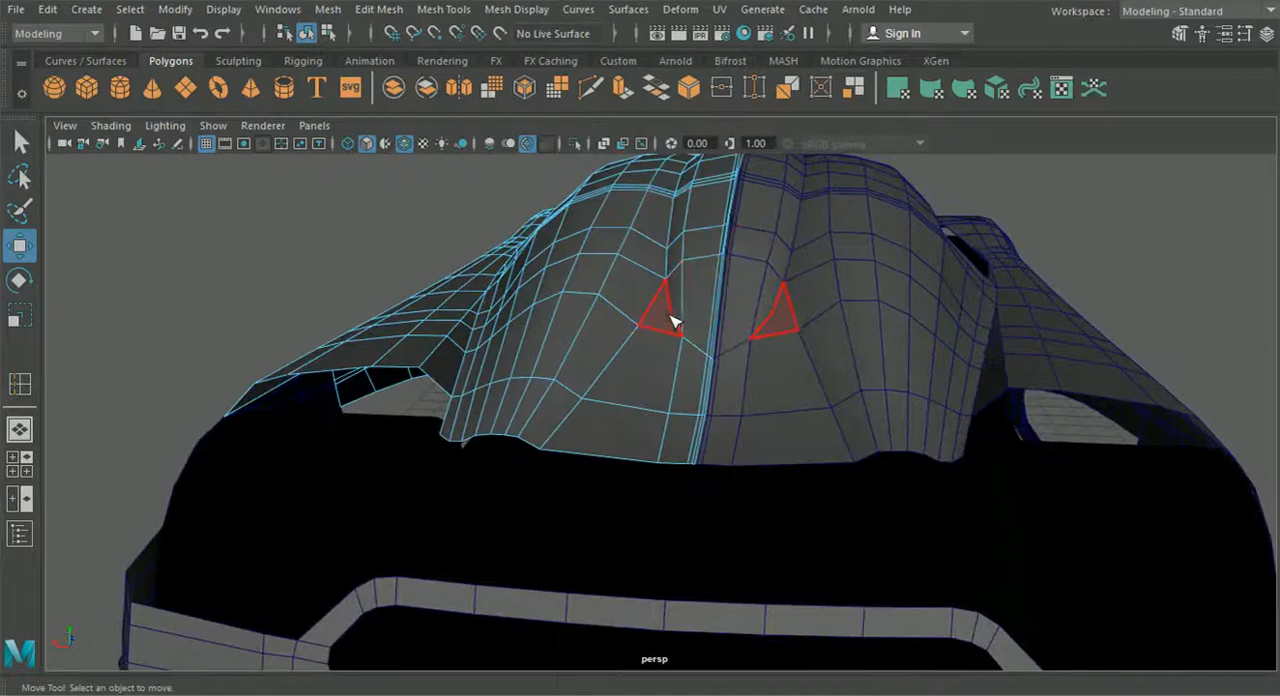 File Edit Create Select Modify Display Windows Mesh Edit Mesh Mesh Tools Mesh Display Curves Surfaces Deform UV Generate Cache Arnold Help Workspace: Modeling - Standard
Modeling No Live Surface Sign In
Curves / Surfaces Polygons Sculpting Rigging Animation Rendering FX FX Caching Custom Arnold Bifrost MASH Motion Graphics XGen
T svg
View Shading Lighting Show Renderer Panels
0.00 1.00 sRGB gamma
persp
M
Move Tool: Select an object to move.